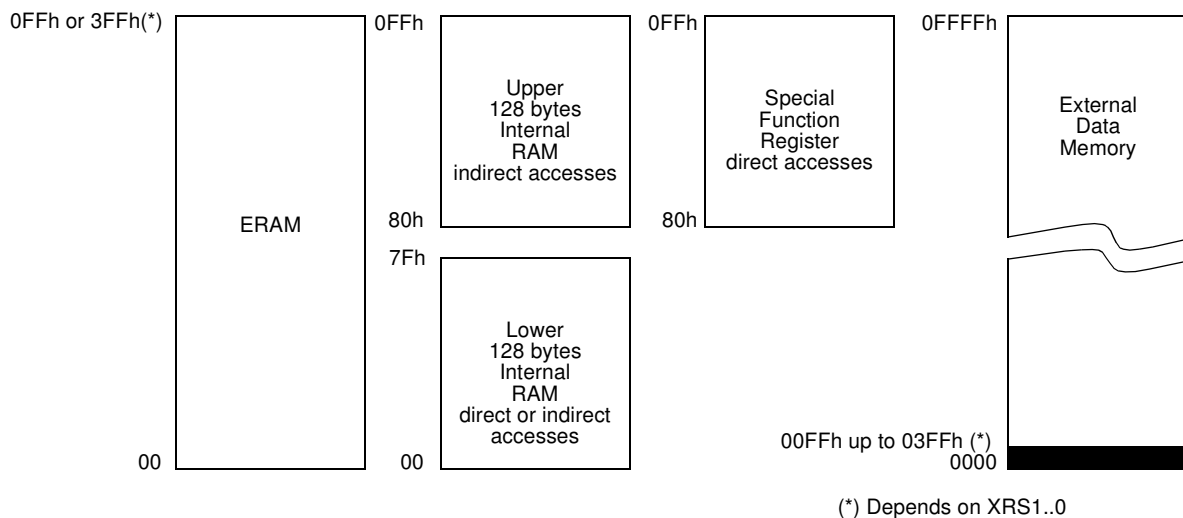 0FFh or 3FFh(*)
ERAM
00
0FFh
Upper
128 bytes
Internal
RAM
indirect accesses
80h
7Fh
Lower
128 bytes
Internal
RAM
direct or indirect
accesses
00
0FFh
Special
Function
Register
direct accesses
80h
0FFFFh
External
Data
Memory
00FFh up to 03FFh (*)
0000
(*) Depends on XRS1..0